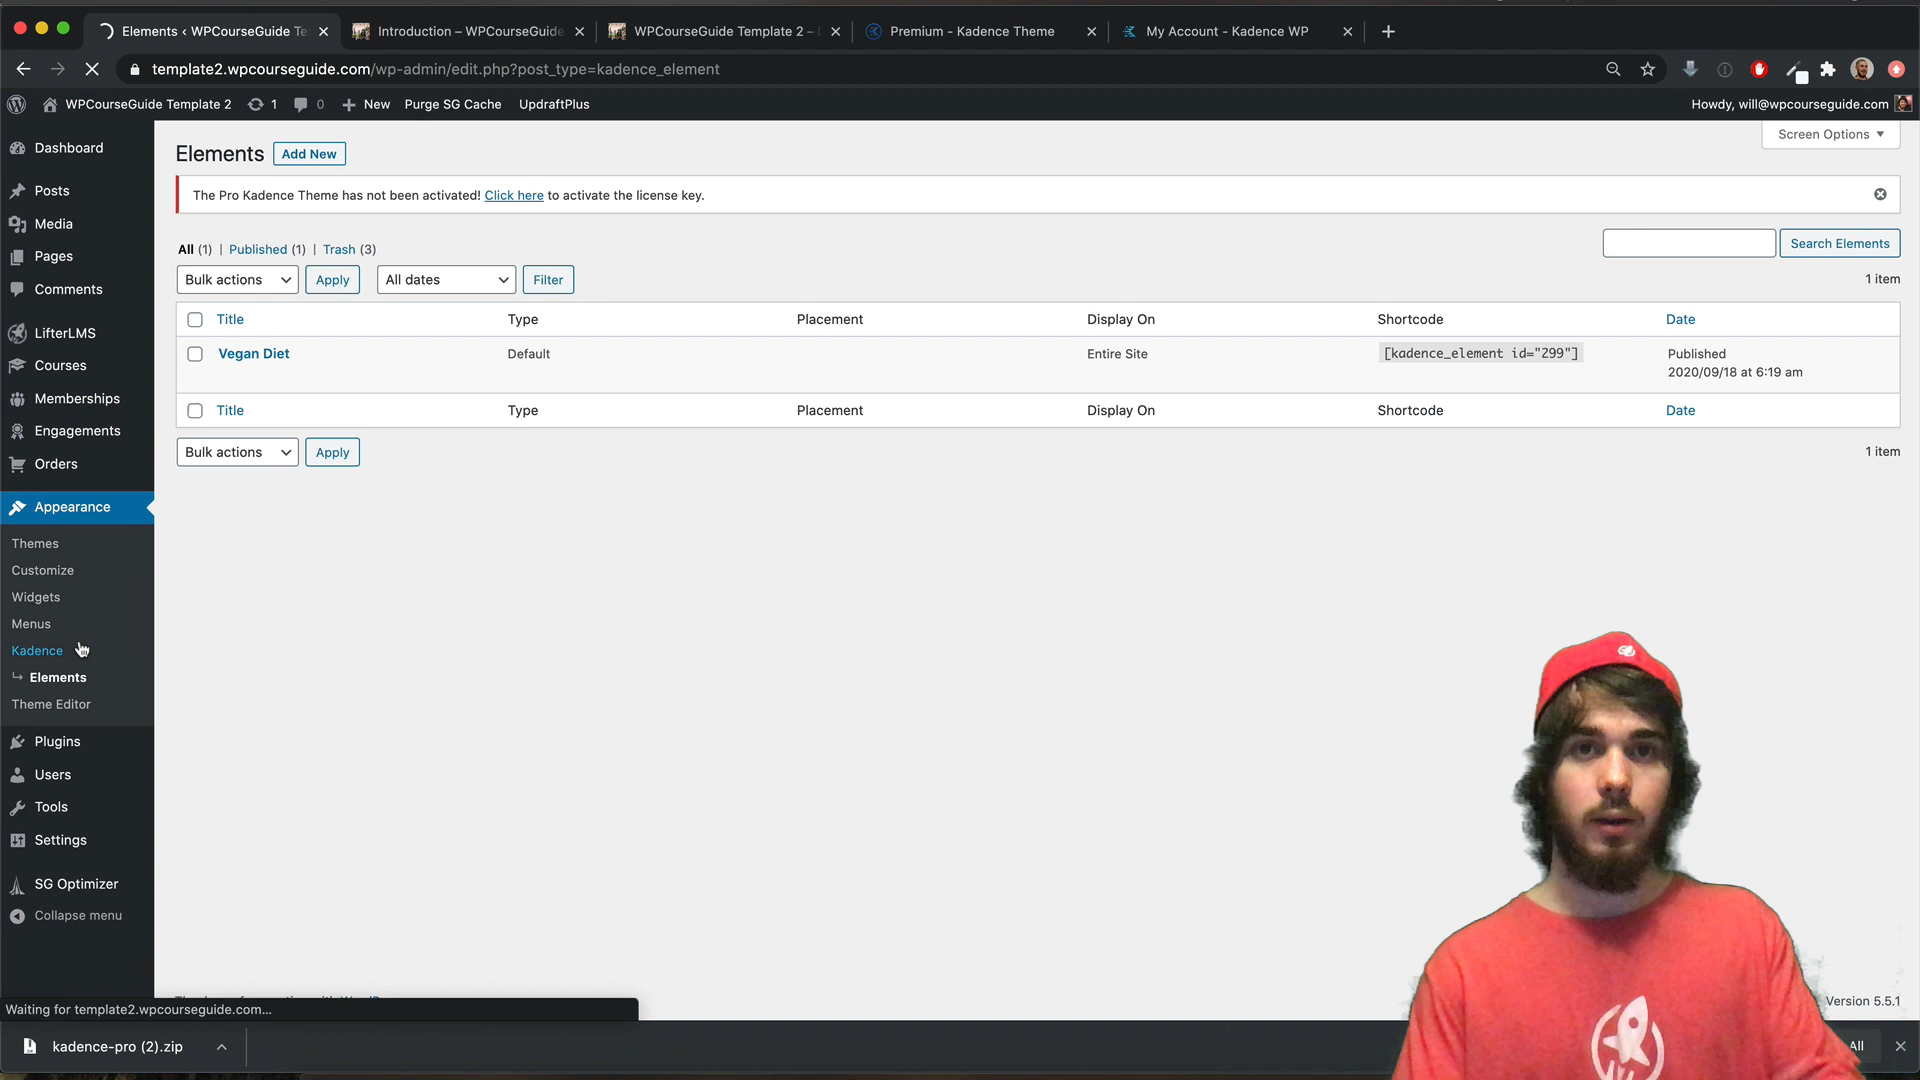 Elements ‹ WPCourseGuide Te
Introduction – WPCourseGuide
WPCourseGuide Template 2 –
Premium - Kadence Theme
My Account - Kadence WP
template2.wpcourseguide.com/wp-admin/edit.php?post_type=kadence_element
WPCourseGuide Template 2
1
0
New
Purge SG Cache
UpdraftPlus
Howdy, will@wpcourseguide.com
Dashboard
Posts
Media
Pages
Comments
LifterLMS
Courses
Memberships
Engagements
Orders
Appearance
Themes
Customize
Widgets
Menus
Kadence
Elements
Theme Editor
Plugins
Users
Tools
Settings
SG Optimizer
Collapse menu
Screen Options
Elements
Add New
The Pro Kadence Theme has not been activated! Click here to activate the license key.
All (1) | Published (1) | Trash (3)
Search Elements
Bulk actions
Apply
All dates
Filter
1 item
Title Type Placement Display On Shortcode Date
Vegan Diet Default Entire Site [kadence_element id="299"] Published
2020/09/18 at 6:19 am
Title Type Placement Display On Shortcode Date
Bulk actions
Apply
1 item
Version 5.5.1
Waiting for template2.wpcourseguide.com...
kadence-pro (2).zip
All